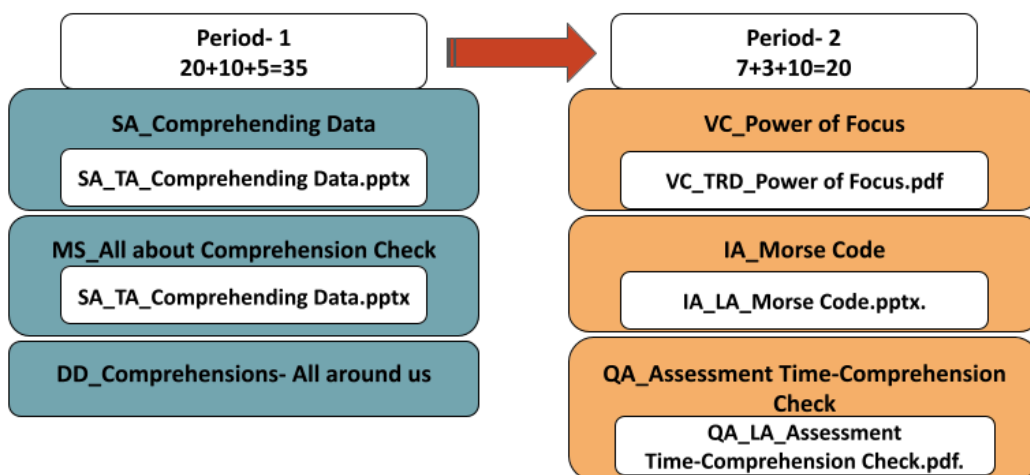 Period- 1
20+10+5=35
SA_Comprehending Data
SA_TA_Comprehending Data.pptx
MS_All about Comprehension Check
SA_TA_Comprehending Data.pptx
DD_Comprehensions- All around us
Period- 2
7+3+10=20
VC_Power of Focus
VC_TRD_Power of Focus.pdf
IA_Morse Code
IA_LA_Morse Code.pptx.
QA_Assessment Time-Comprehension
Check
QA_LA_Assessment
Time-Comprehension Check.pdf.